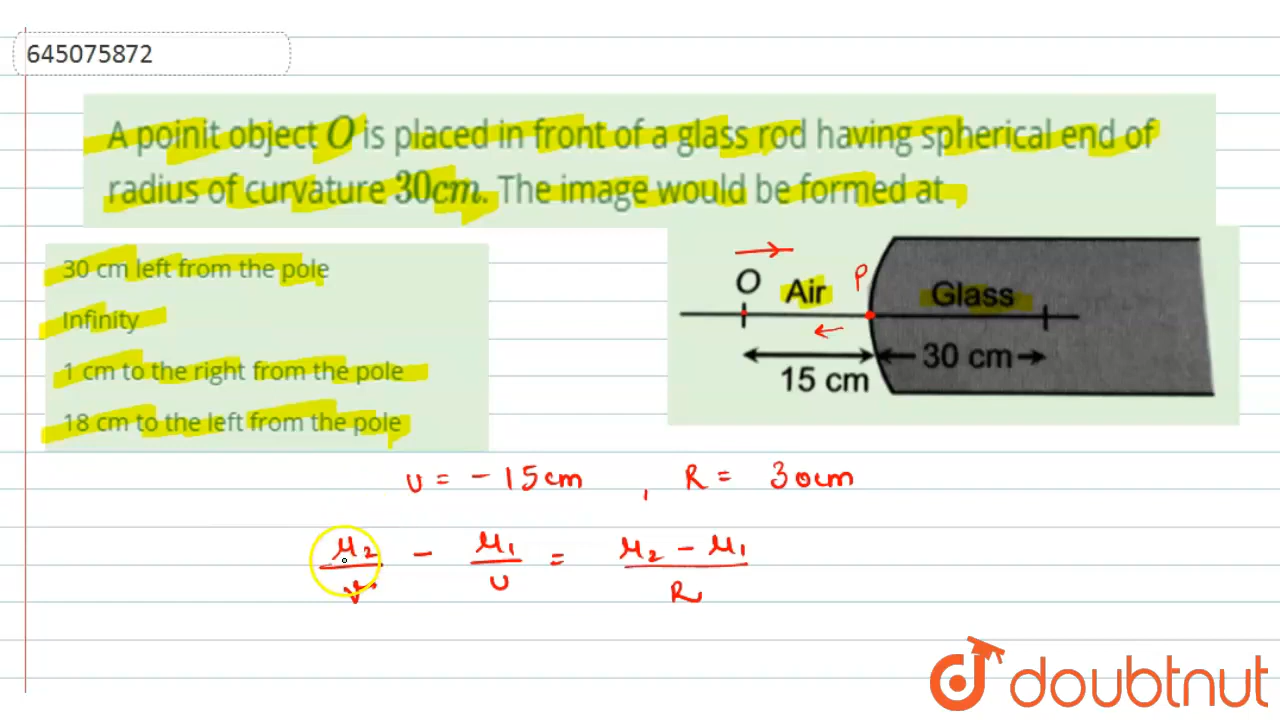 645075872
A poinit object O is placed in front of a glass rod having spherical end of
radius of curvature 30cm. The image would be formed at.
30 cm left from the pole
Infinity
1 cm to the right from the pole
18 cm to the left from the pole
O Air P Glass
30 cm
15 cm
u = -15cm , R = 30cm
μ2/v - μ1/u = μ2 - μ1/R
doubtnut